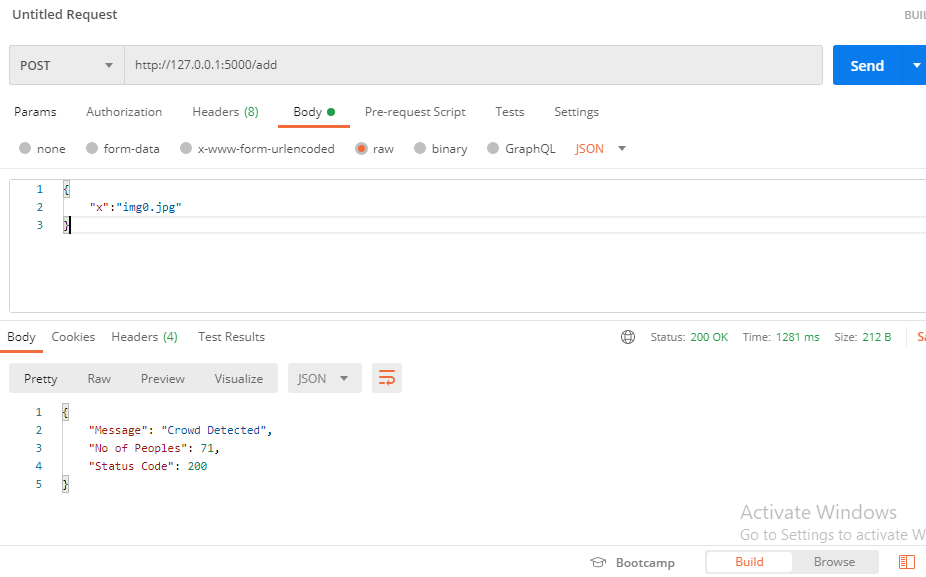 Untitled Request
BUIL
POST
http://127.0.0.1:5000/add
Send
Params Authorization Headers (8) Body Pre-request Script Tests Settings
none form-data x-www-form-urlencoded raw binary GraphQL JSON
1 {
2 "x":"img0.jpg"
3 }
Body Cookies Headers (4) Test Results Status: 200 OK Time: 1281 ms Size: 212 B Sa
Pretty Raw Preview Visualize JSON
1 {
2 "Message": "Crowd Detected",
3 "No of Peoples": 71,
4 "Status Code": 200
5 }
Activate Windows
Go to Settings to activate W
Bootcamp Build Browse